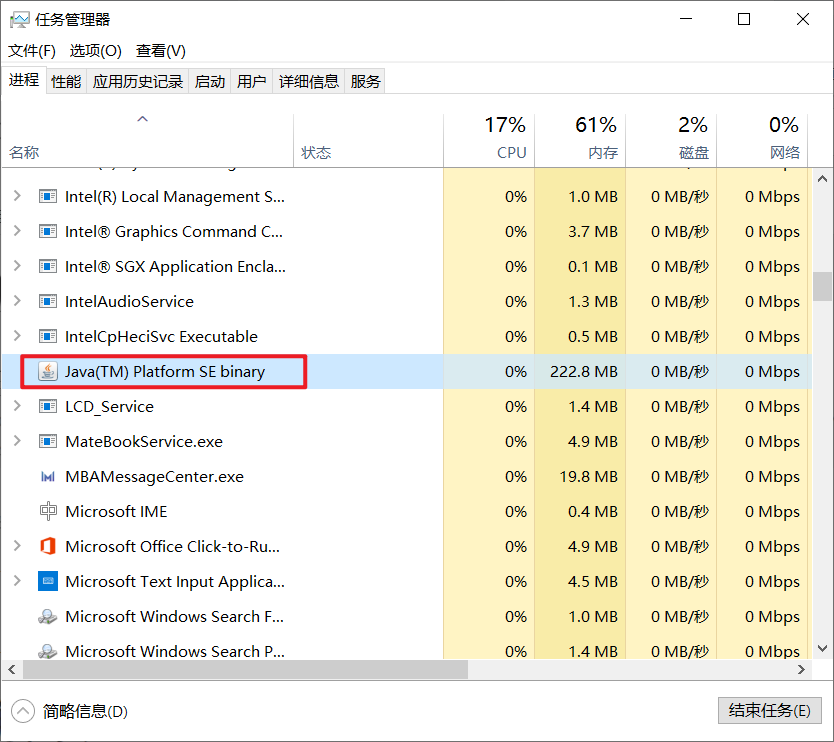 任务管理器
文件(F) 选项(O) 查看(V)
进程 性能 应用历史记录 启动 用户 详细信息 服务
17% 61% 2% 0%
名称 状态 CPU 内存 磁盘 网络
Intel(R) Local Management S... 0% 1.0 MB 0 MB/秒 0 Mbps
Intel® Graphics Command C... 0% 3.7 MB 0 MB/秒 0 Mbps
Intel® SGX Application Encla... 0% 0.1 MB 0 MB/秒 0 Mbps
IntelAudioService 0% 1.3 MB 0 MB/秒 0 Mbps
IntelCpHeciSvc Executable 0% 0.5 MB 0 MB/秒 0 Mbps
Java(TM) Platform SE binary 0% 222.8 MB 0 MB/秒 0 Mbps
LCD_Service 0% 1.4 MB 0 MB/秒 0 Mbps
MateBookService.exe 0% 4.9 MB 0 MB/秒 0 Mbps
MBAMessageCenter.exe 0% 19.8 MB 0 MB/秒 0 Mbps
Microsoft IME 0% 0.4 MB 0 MB/秒 0 Mbps
Microsoft Office Click-to-Ru... 0% 4.9 MB 0 MB/秒 0 Mbps
Microsoft Text Input Applica... 0% 4.5 MB 0 MB/秒 0 Mbps
Microsoft Windows Search F... 0% 1.0 MB 0 MB/秒 0 Mbps
Microsoft Windows Search P... 0% 1.4 MB 0 MB/秒 0 Mbps
简略信息(D) 结束任务(E)